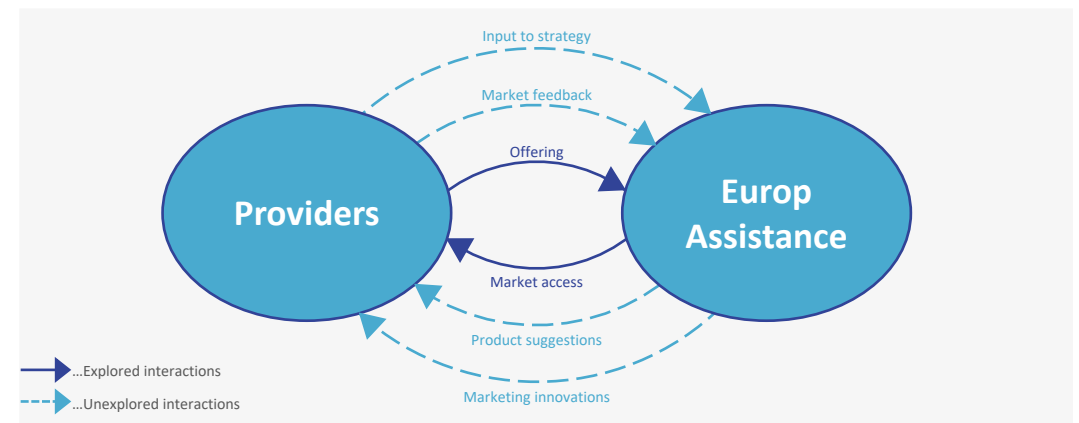 Input to strategy
Market feedback
Offering
Providers
Europ
Assistance
Market access
Product suggestions
Marketing innovations
...Explored interactions
...Unexplored interactions